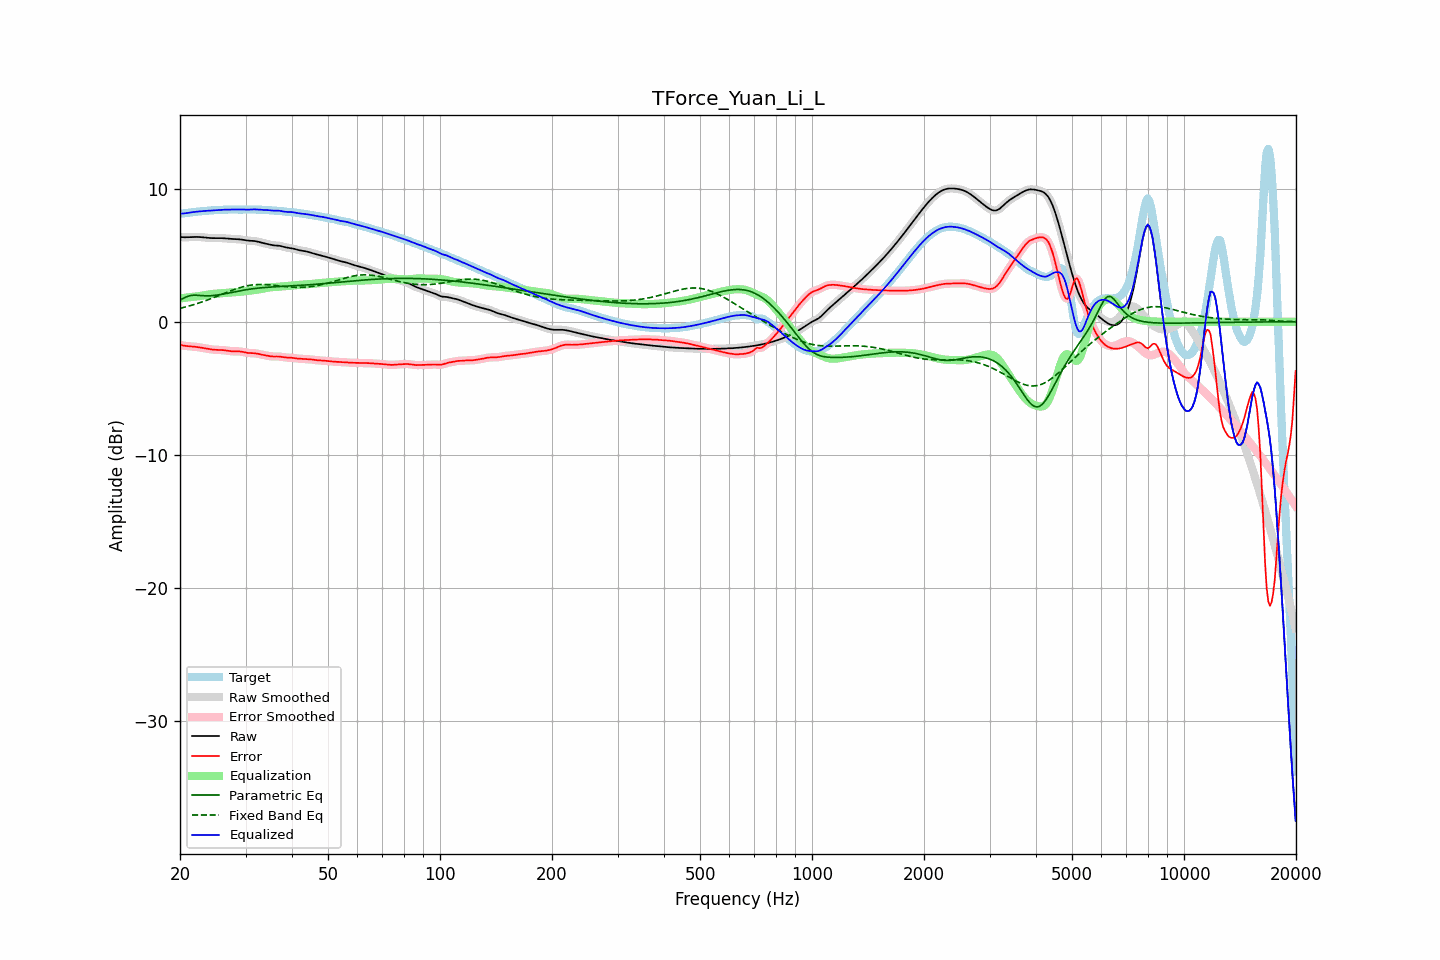 TForce_Yuan_Li_L
Amplitude (dBr)
10
0
−10
−20
−30
Target
Raw Smoothed
Error Smoothed
Raw
Error
Equalization
Parametric Eq
Fixed Band Eq
Equalized
20 50 100 200 500 1000 2000 5000 10000 20000
Frequency (Hz)